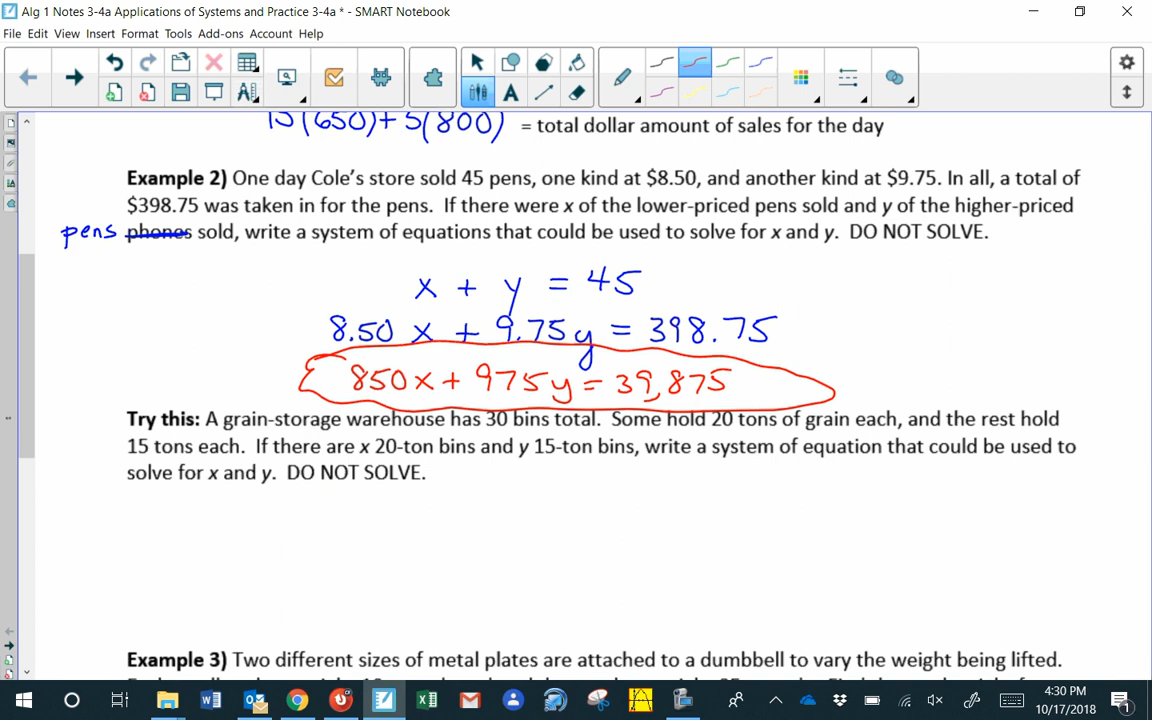 Alg 1 Notes 3-4a Applications of Systems and Practice 3-4a * - SMART Notebook
File Edit View Insert Format Tools Add-ons Account Help
15(650)+5(800) = total dollar amount of sales for the day
Example 2) One day Cole's store sold 45 pens, one kind at $8.50, and another kind at $9.75. In all, a total of
$398.75 was taken in for the pens. If there were x of the lower-priced pens sold and y of the higher-priced
pens phones sold, write a system of equations that could be used to solve for x and y. DO NOT SOLVE.
x + y = 45
8.50 x + 9.75y = 398.75
850x + 975y = 39,875
Try this: A grain-storage warehouse has 30 bins total. Some hold 20 tons of grain each, and the rest hold
15 tons each. If there are x 20-ton bins and y 15-ton bins, write a system of equation that could be used to
solve for x and y. DO NOT SOLVE.
Example 3) Two different sizes of metal plates are attached to a dumbbell to vary the weight being lifted.
4:30 PM
10/17/2018
1